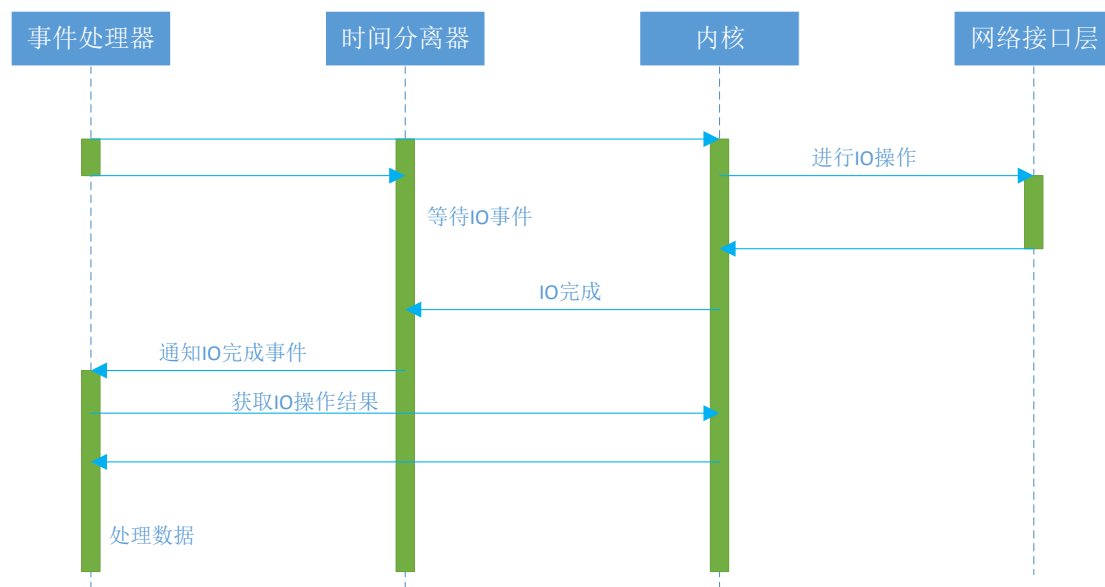 事件处理器
时间分离器
内核
网络接口层
进行IO操作
等待IO事件
IO完成
通知IO完成事件
获取IO操作结果
处理数据